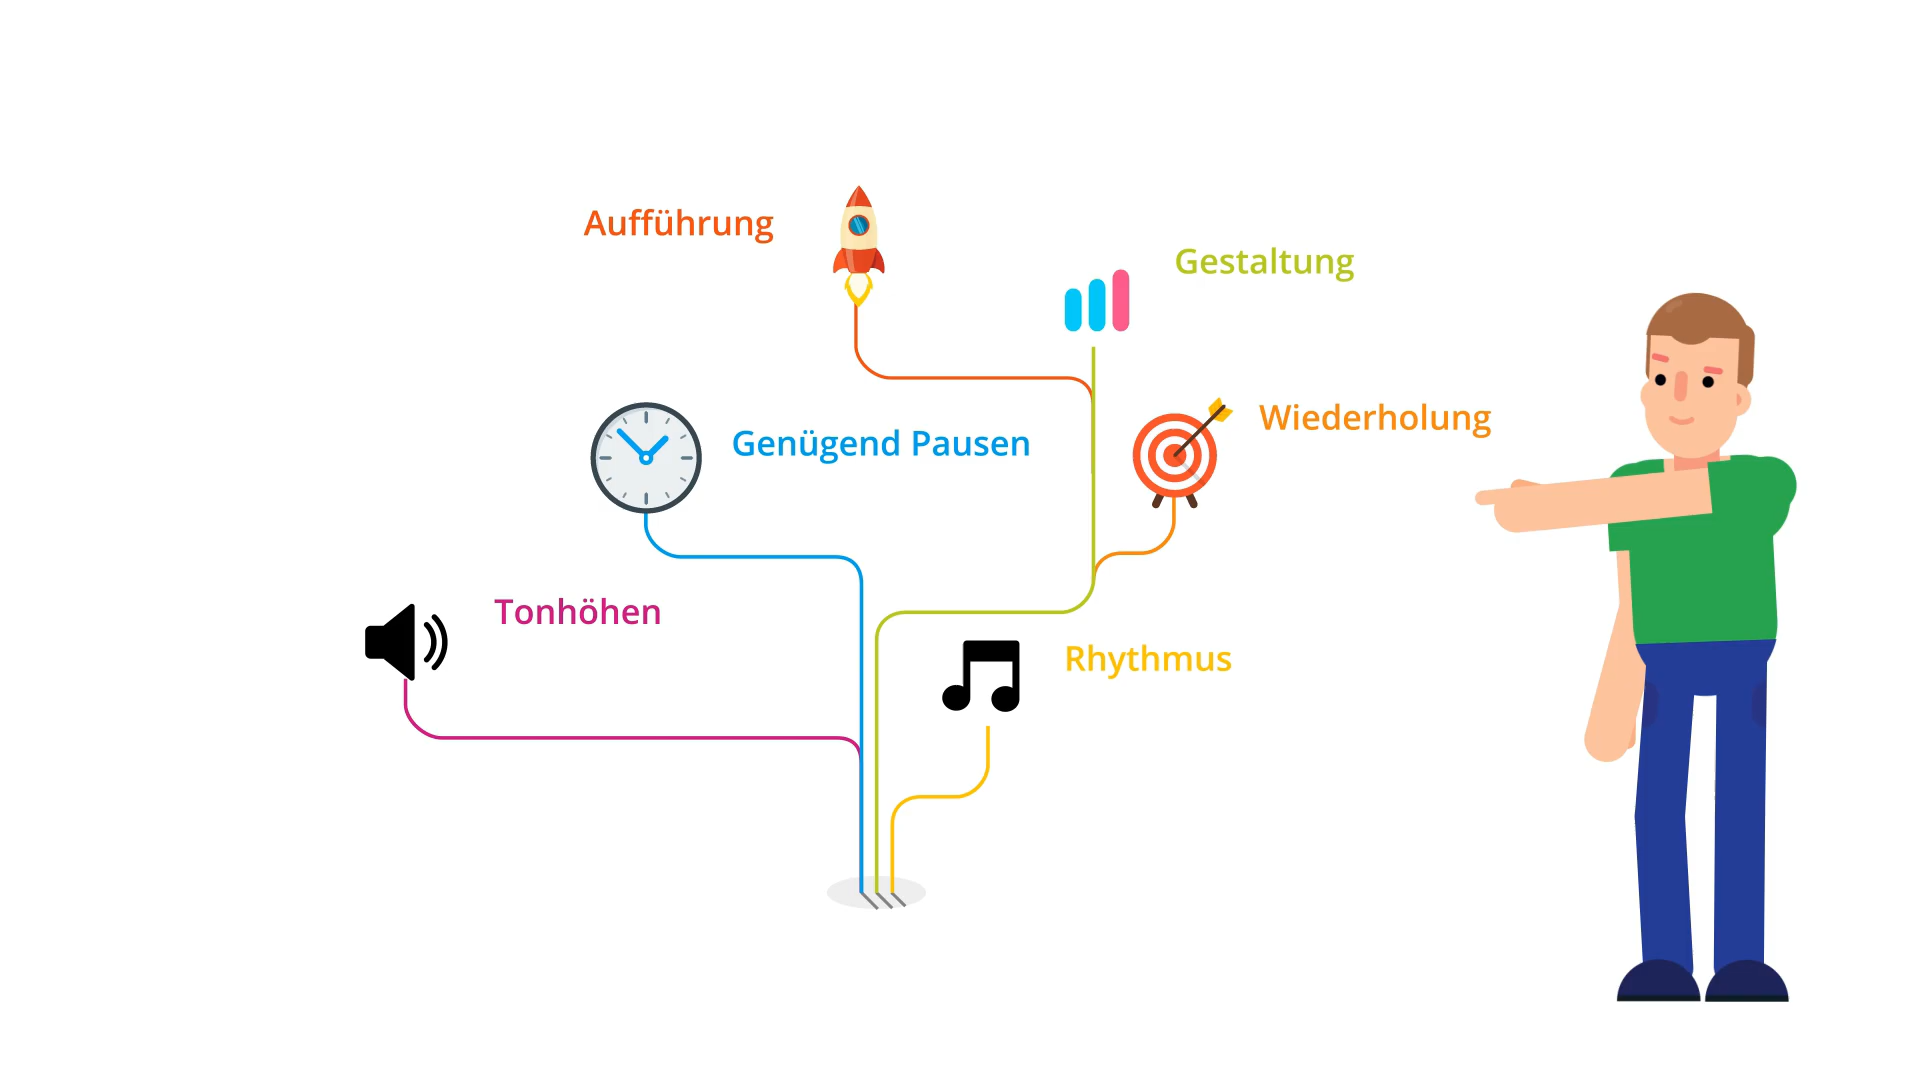 Aufführung
Gestaltung
Wiederholung
Genügend Pausen
Tonhöhen
Rhythmus